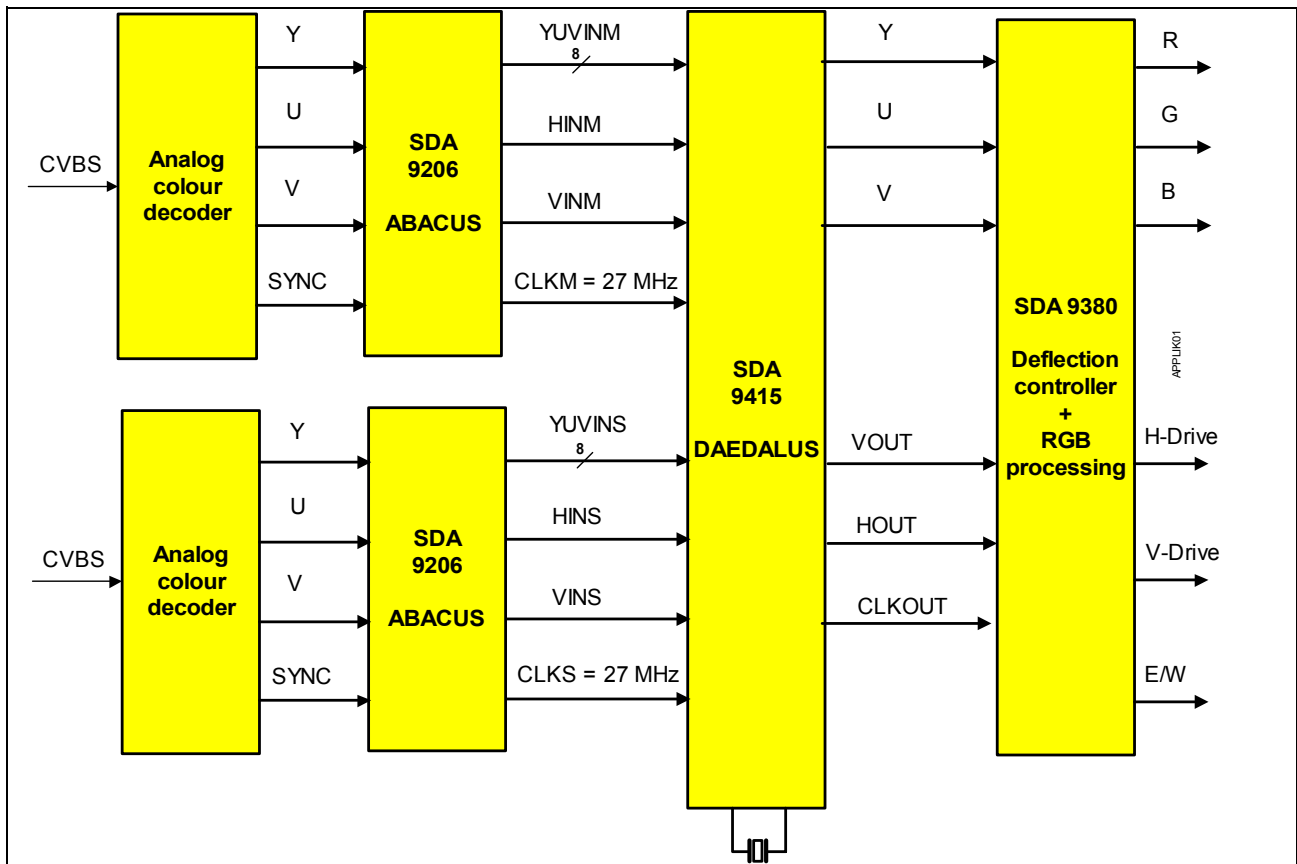 CVBS
Analog
colour
decoder
Y
U
V
SYNC
SDA
9206
ABACUS
YUVINM
8
HINM
VINM
CLKM = 27 MHz
CVBS
Analog
colour
decoder
Y
U
V
SYNC
SDA
9206
ABACUS
YUVINS
8
HINS
VINS
CLKS = 27 MHz
SDA
9415
DAEDALUS
Y
U
V
VOUT
HOUT
CLKOUT
SDA 9380
Deflection
controller
+
RGB
processing
R
G
B
APPLIK01
H-Drive
V-Drive
E/W